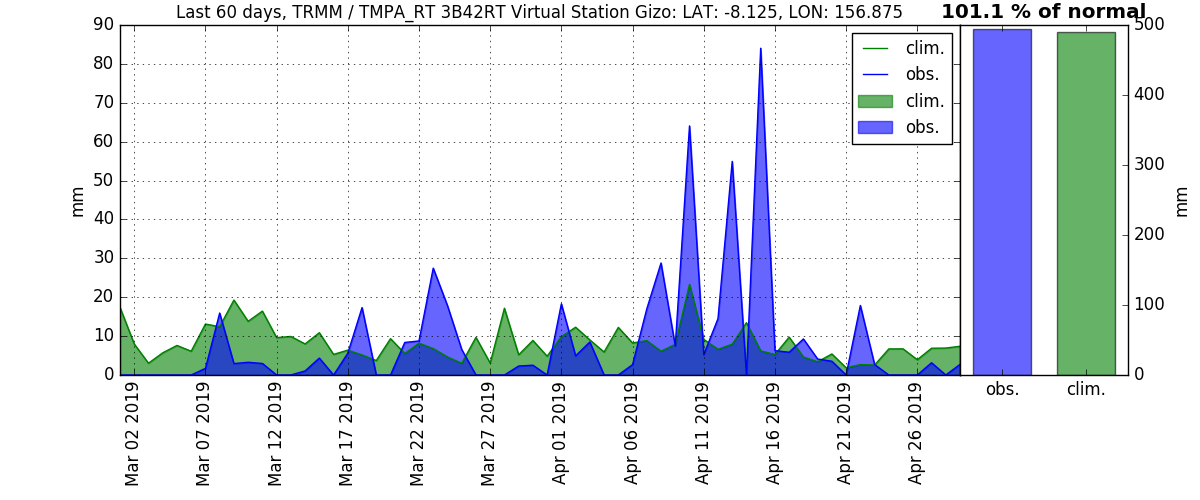 Last 60 days, TRMM / TMPA_RT 3B42RT Virtual Station Gizo: LAT: -8.125, LON: 156.875
101.1 % of normal
90
80
70
60
50
40
30
20
10
0
mm
clim.
obs.
clim.
obs.
Mar 02 2019
Mar 07 2019
Mar 12 2019
Mar 17 2019
Mar 22 2019
Mar 27 2019
Apr 01 2019
Apr 06 2019
Apr 11 2019
Apr 16 2019
Apr 21 2019
Apr 26 2019
500
400
300
200
100
0
mm
obs.
clim.